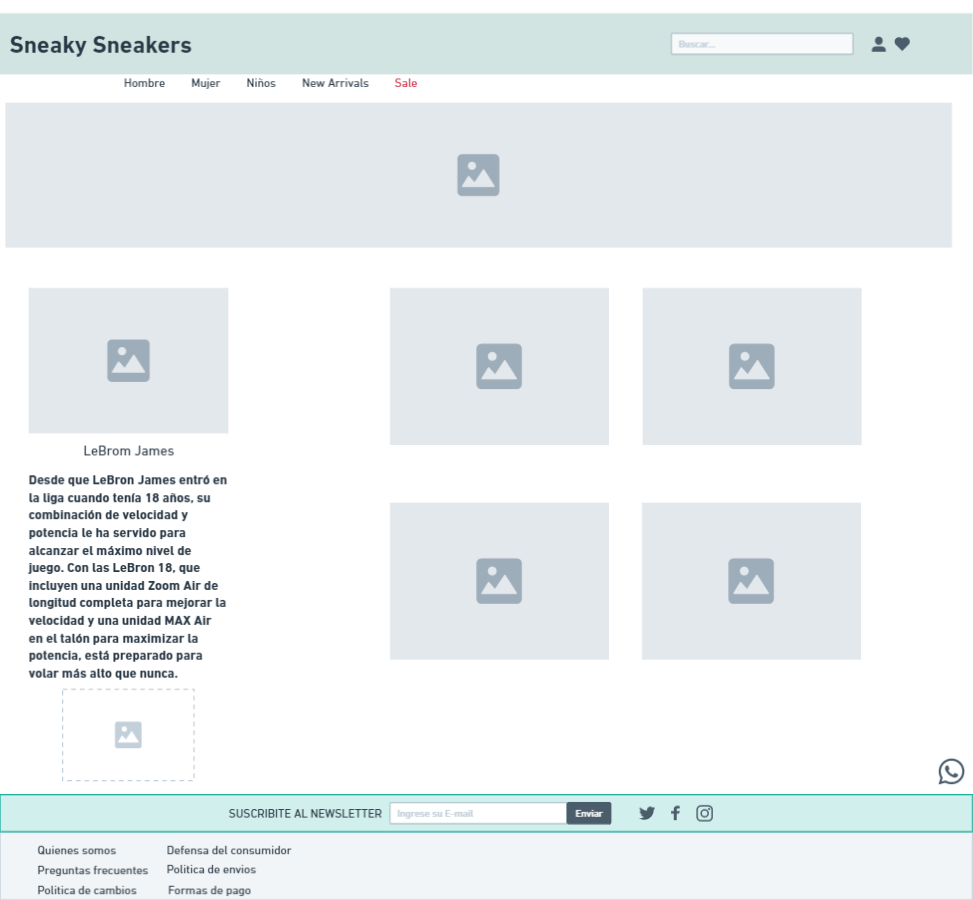 Sneaky Sneakers
Buscar...
Hombre Mujer Niños New Arrivals Sale
LeBrom James
Desde que LeBron James entró en
la liga cuando tenía 18 años, su
combinación de velocidad y
potencia le ha servido para
alcanzar el máximo nivel de
juego. Con las LeBron 18, que
incluyen una unidad Zoom Air de
longitud completa para mejorar la
velocidad y una unidad MAX Air
en el talón para maximizar la
potencia, está preparado para
volar más alto que nunca.
SUSCRIBITE AL NEWSLETTER Ingrese su E-mail Enviar
Quienes somos Defensa del consumidor
Preguntas frecuentes Politica de envios
Politica de cambios Formas de pago